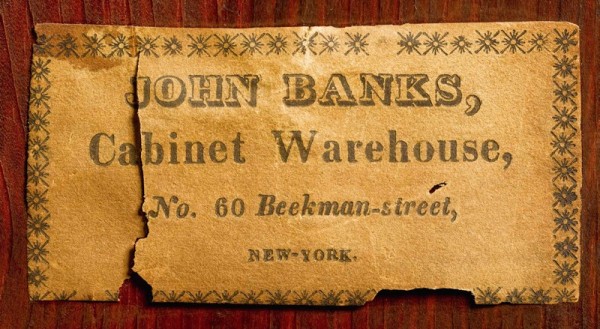 JOHN BANKS,
Cabinet Warehouse,
No. 60 Beekman-street,
NEW-YORK.